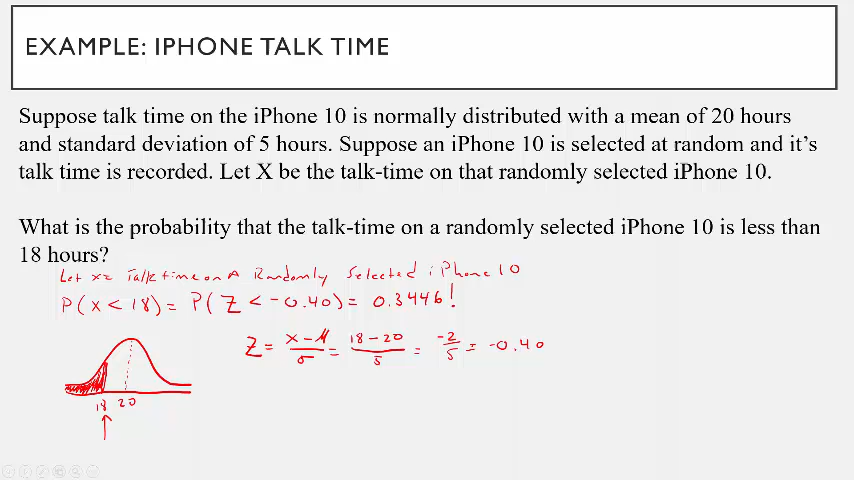 EXAMPLE: IPHONE TALK TIME
Suppose talk time on the iPhone 10 is normally distributed with a mean of 20 hours
and standard deviation of 5 hours. Suppose an iPhone 10 is selected at random and it's
talk time is recorded. Let X be the talk-time on that randomly selected iPhone 10.
What is the probability that the talk-time on a randomly selected iPhone 10 is less than
18 hours?
Let x= Talk time on A Randomly Selected iPhone 10
P(x < 18) = P(Z < -0.40) = 0.3446!
Z = (x-μ)/σ = (18-20)/5 = -2/5 = -0.40
18 20